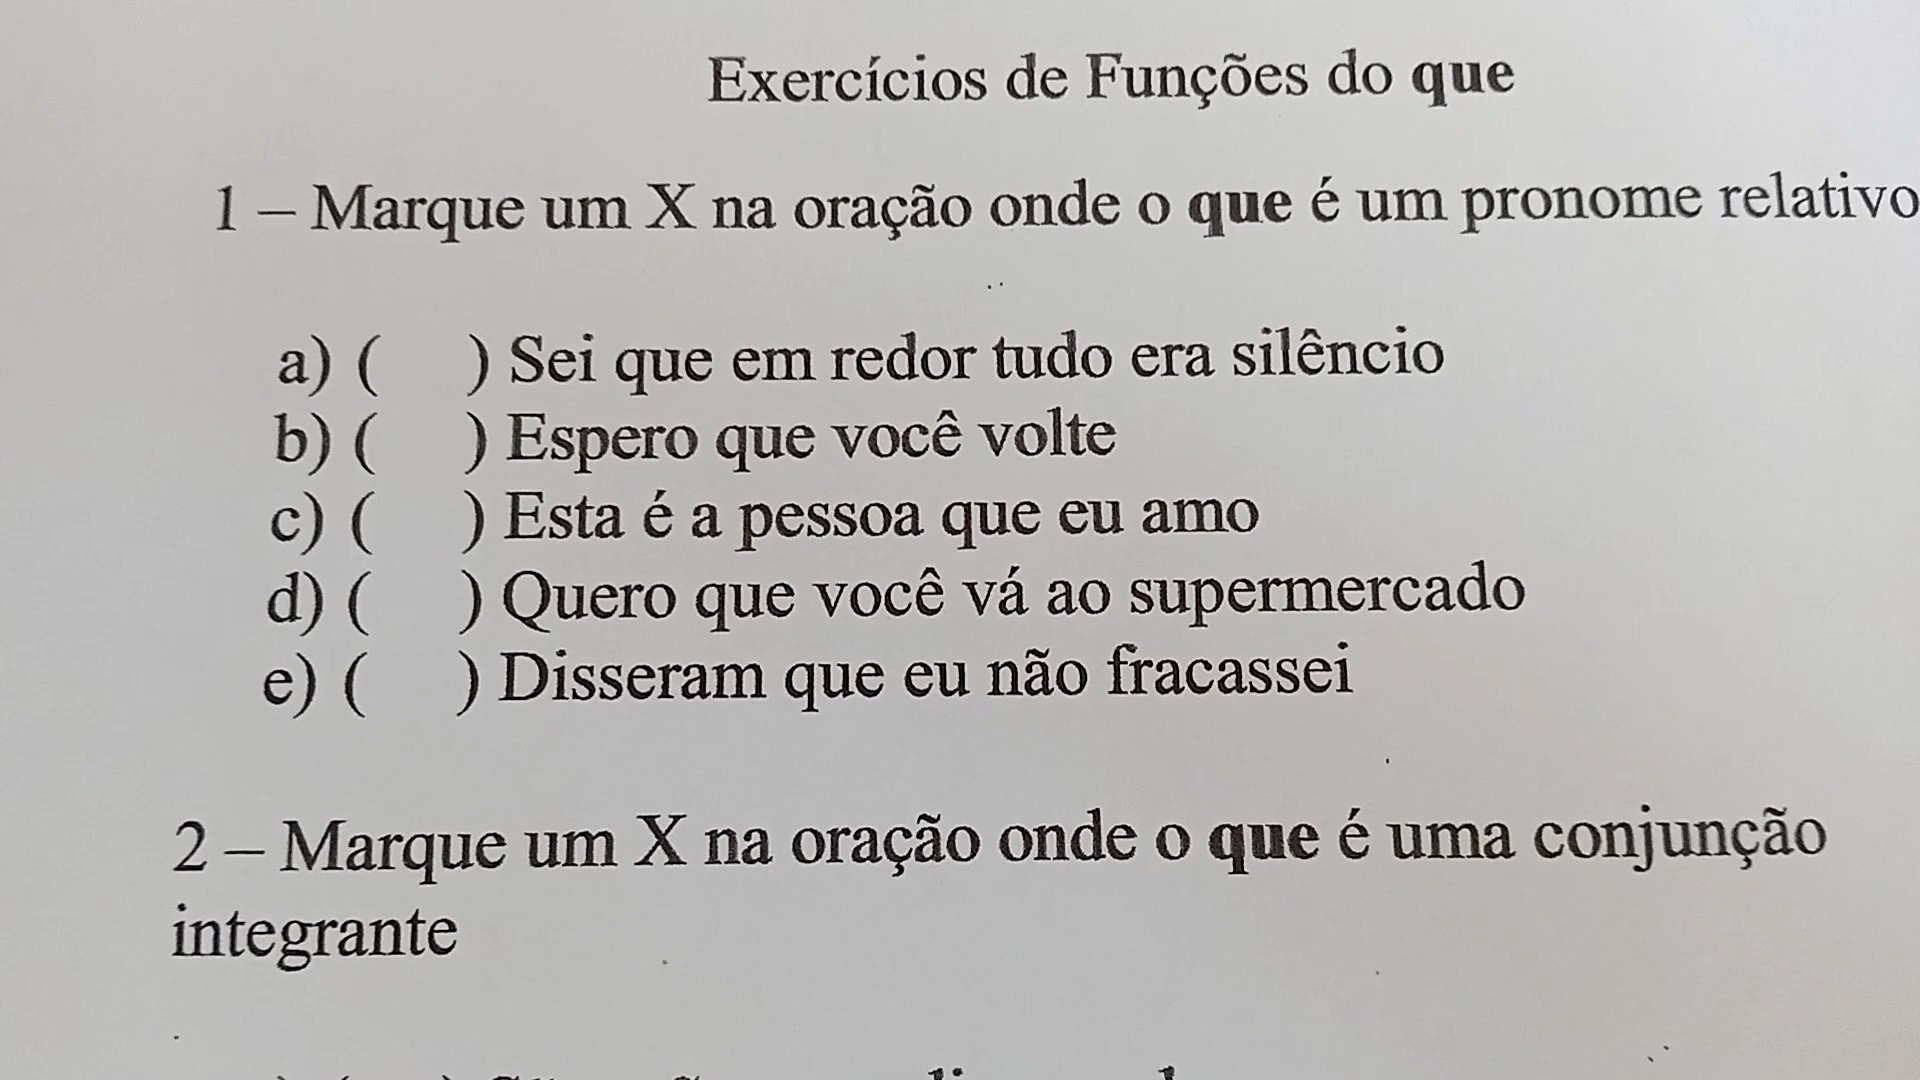 Exercícios de Funções do que
1 – Marque um X na oração onde o que é um pronome relativo
a) (    ) Sei que em redor tudo era silêncio
b) (    ) Espero que você volte
c) (    ) Esta é a pessoa que eu amo
d) (    ) Quero que você vá ao supermercado
e) (    ) Disseram que eu não fracassei
2 – Marque um X na oração onde o que é uma conjunção
integrante